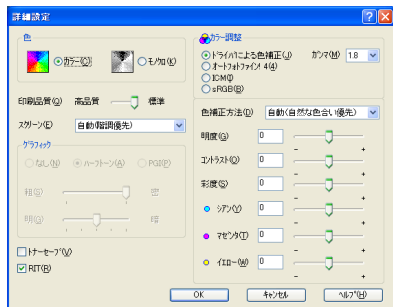 詳細設定
色
カラー(C)
モノクロ(K)
印刷品質(Q) 高品質 標準
スクリーン(E) 自動(階調優先)
グラフィック
なし(N) ハーフトーン(A) PGI(P)
粗(G) 密
明(G) 暗
トナーセーブ(V)
RIT(R)
カラー調整
ドライバによる色補正(J) ガンマ(M) 1.8
オートフォトファイン!4(4)
ICM(I)
sRGB(B)
色補正方法(D) 自動(自然な色合い優先)
明度(G) 0
- +
コントラスト(O) 0
- +
彩度(S) 0
- +
シアン(Y) 0
- +
マゼンタ(T) 0
- +
イエロー(W) 0
- +
OK キャンセル ヘルプ(H)